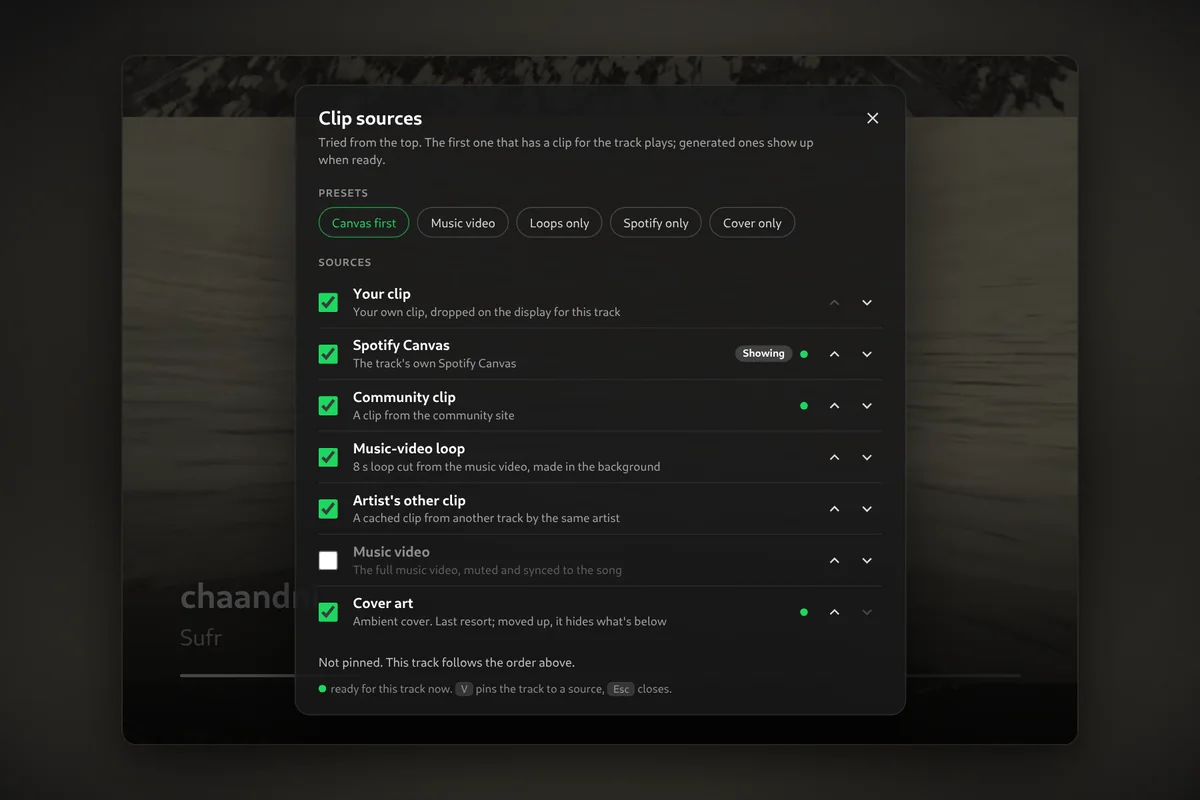 Clip sources
Tried from the top. The first one that has a clip for the track plays; generated ones show up
when ready.
PRESETS
Canvas first
Music video
Loops only
Spotify only
Cover only
SOURCES
Your clip
Your own clip, dropped on the display for this track
Spotify Canvas
The track's own Spotify Canvas
Showing
Community clip
A clip from the community site
Music-video loop
8 s loop cut from the music video, made in the background
Artist's other clip
A cached clip from another track by the same artist
Music video
The full music video, muted and synced to the song
Cover art
Ambient cover. Last resort; moved up, it hides what's below
chaandni
Sufr
Not pinned. This track follows the order above.
ready for this track now. V pins the track to a source, Esc closes.